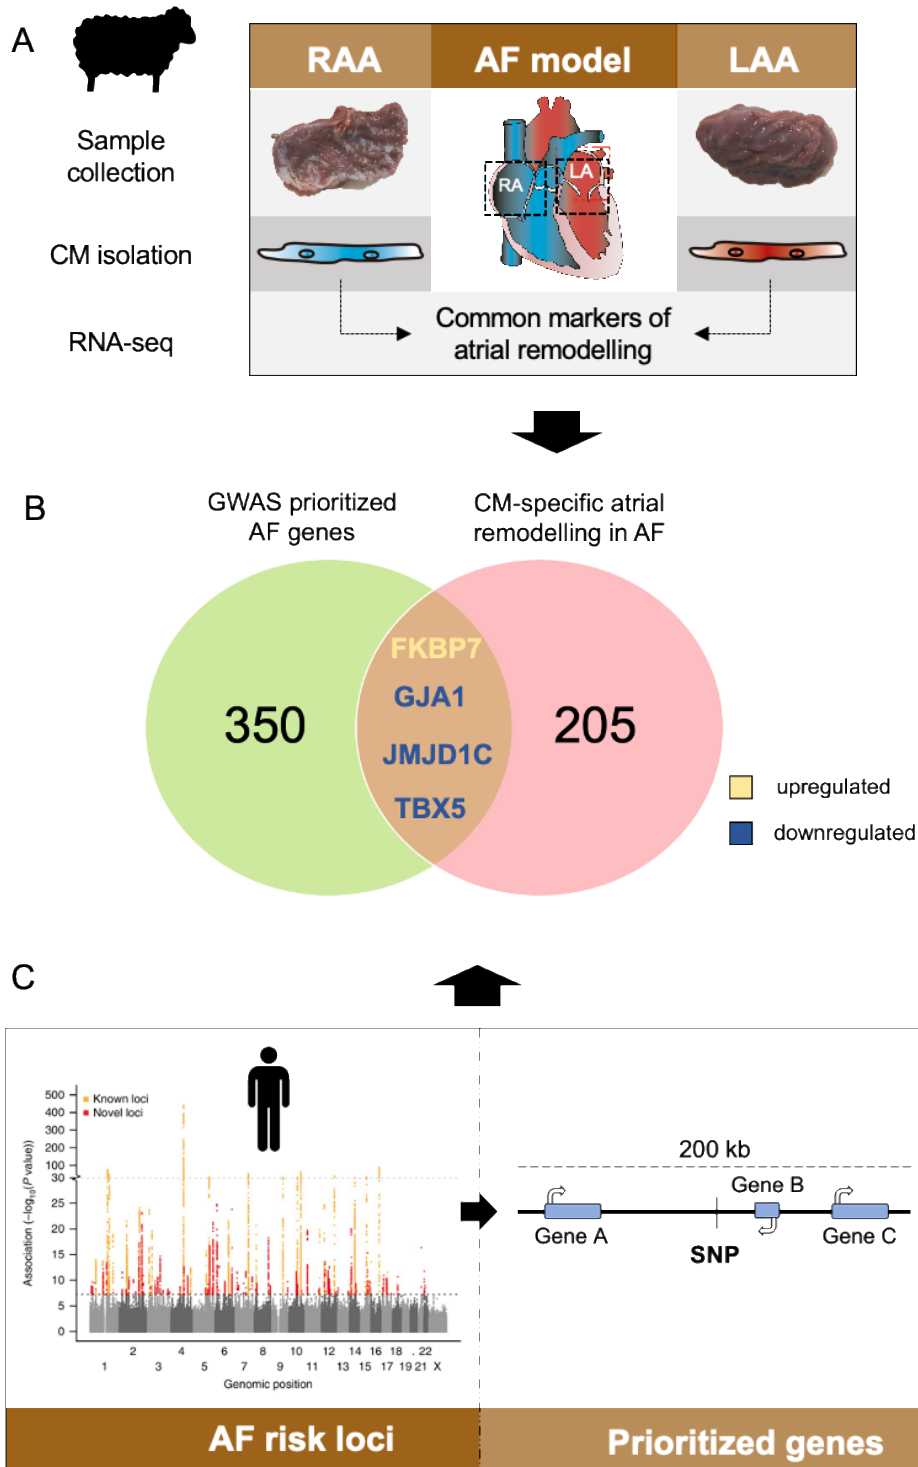 A
RAA
AF model
LAA
Sample
collection
RA
LA
CM isolation
RNA-seq
Common markers of
atrial remodelling
B
GWAS prioritized
AF genes
CM-specific atrial
remodelling in AF
FKBP7
GJA1
JMJD1C
TBX5
350
205
upregulated
downregulated
C
500
400
300
200
100
30
25
20
15
10
5
0
Known loci
Novel loci
Association (−log10(P value))
2 4 6 8 10 12 14 16 18 . 22
1 3 5 7 9 11 13 15 17 19 21 X
Genomic position
200 kb
Gene B
Gene A
SNP
Gene C
AF risk loci
Prioritized genes